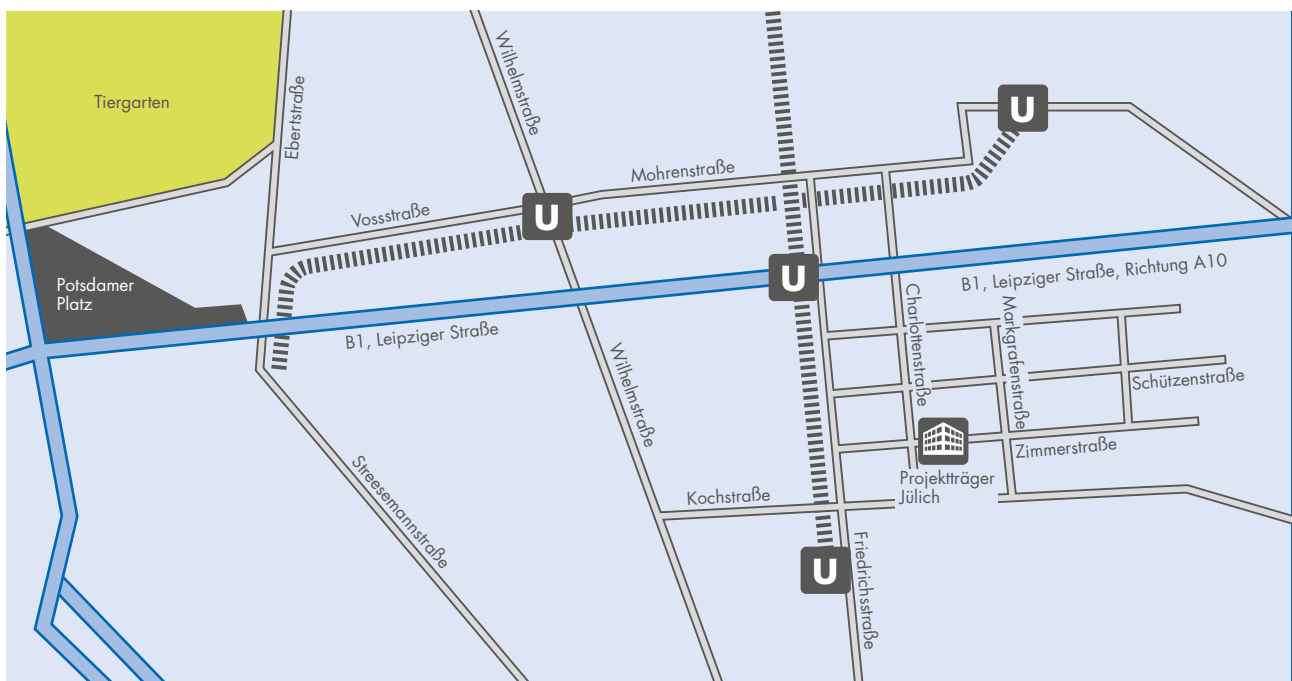 Tiergarten
Ebertstraße
Wilhelmstraße
U
Mohrenstraße
Vossstraße
U
Potsdamer
Platz
U
B1, Leipziger Straße, Richtung A10
B1, Leipziger Straße
Charlottenstraße
Markgrafenstraße
Wilhelmstraße
Schützenstraße
Zimmerstraße
Streesemannstraße
Projektträger
Jülich
Kochstraße
U
Friedrichsstraße